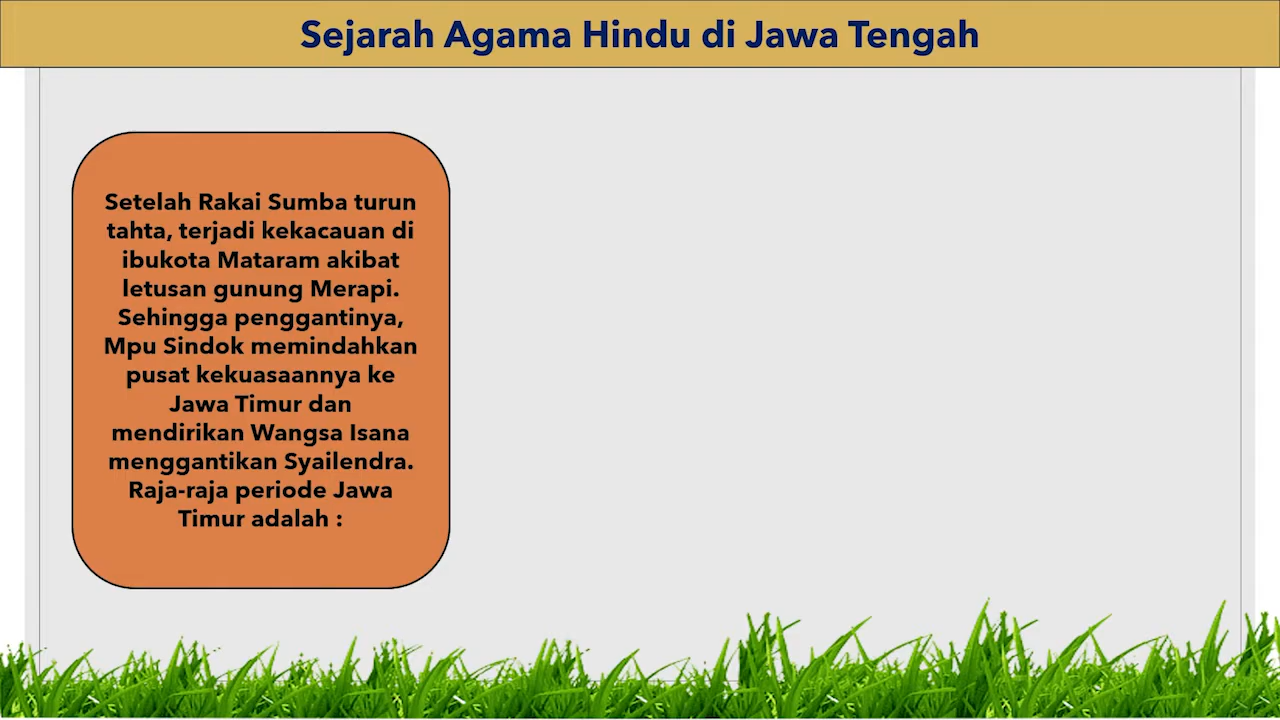 Sejarah Agama Hindu di Jawa Tengah
Setelah Rakai Sumba turun
tahta, terjadi kekacauan di
ibukota Mataram akibat
letusan gunung Merapi.
Sehingga penggantinya,
Mpu Sindok memindahkan
pusat kekuasaannya ke
Jawa Timur dan
mendirikan Wangsa Isana
menggantikan Syailendra.
Raja-raja periode Jawa
Timur adalah :